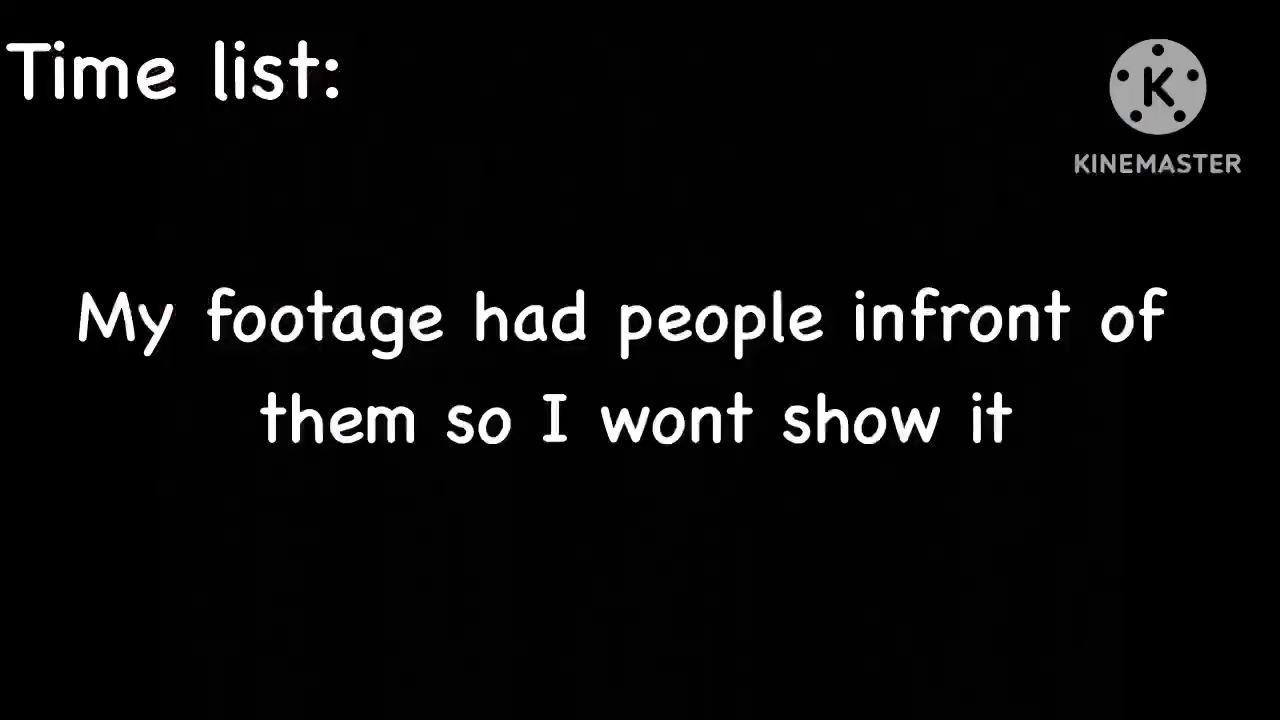 Time list:
K
KINEMASTER
My footage had people infront of
them so I wont show it